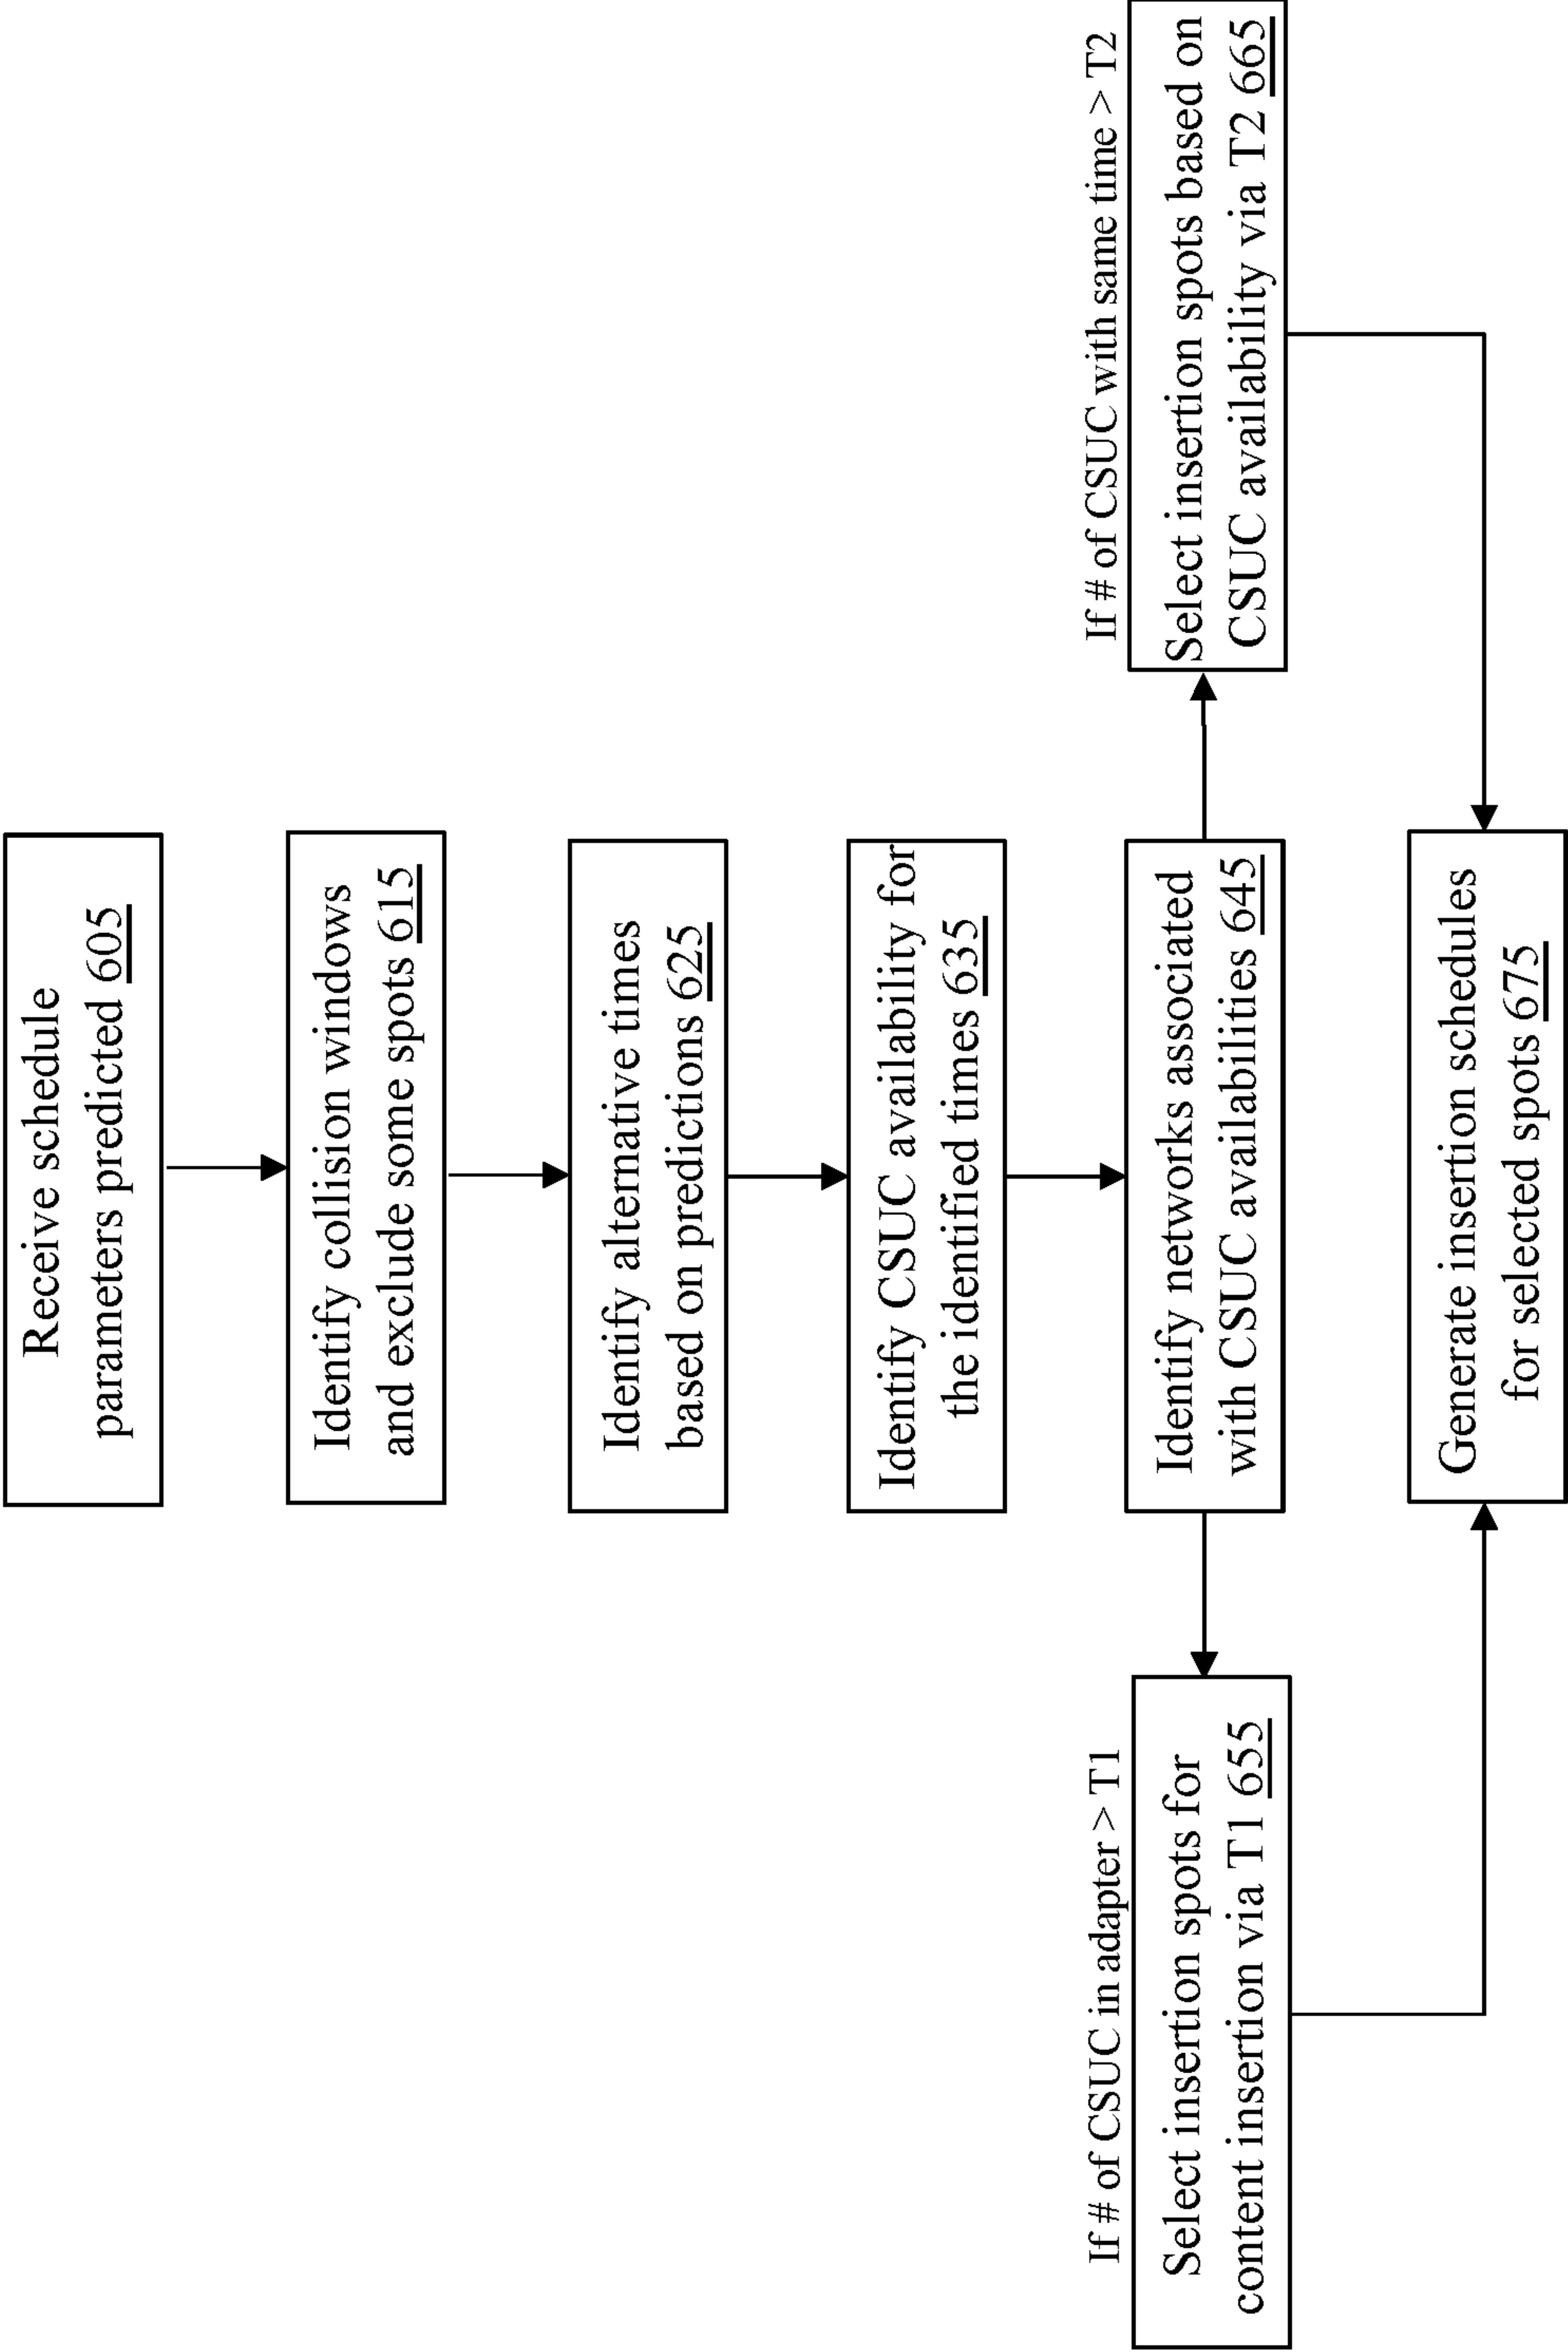 Receive schedule
parameters predicted 605
Identify collision windows
and exclude some spots 615
Identify alternative times
based on predictions 625
Identify CSUC availability for
the identified times 635
Identify networks associated
with CSUC availabilities 645
If # of CSUC in adapter > T1
Select insertion spots for
content insertion via T1 655
If # of CSUC with same time > T2
Select insertion spots based on
CSUC availability via T2 665
Generate insertion schedules
for selected spots 675